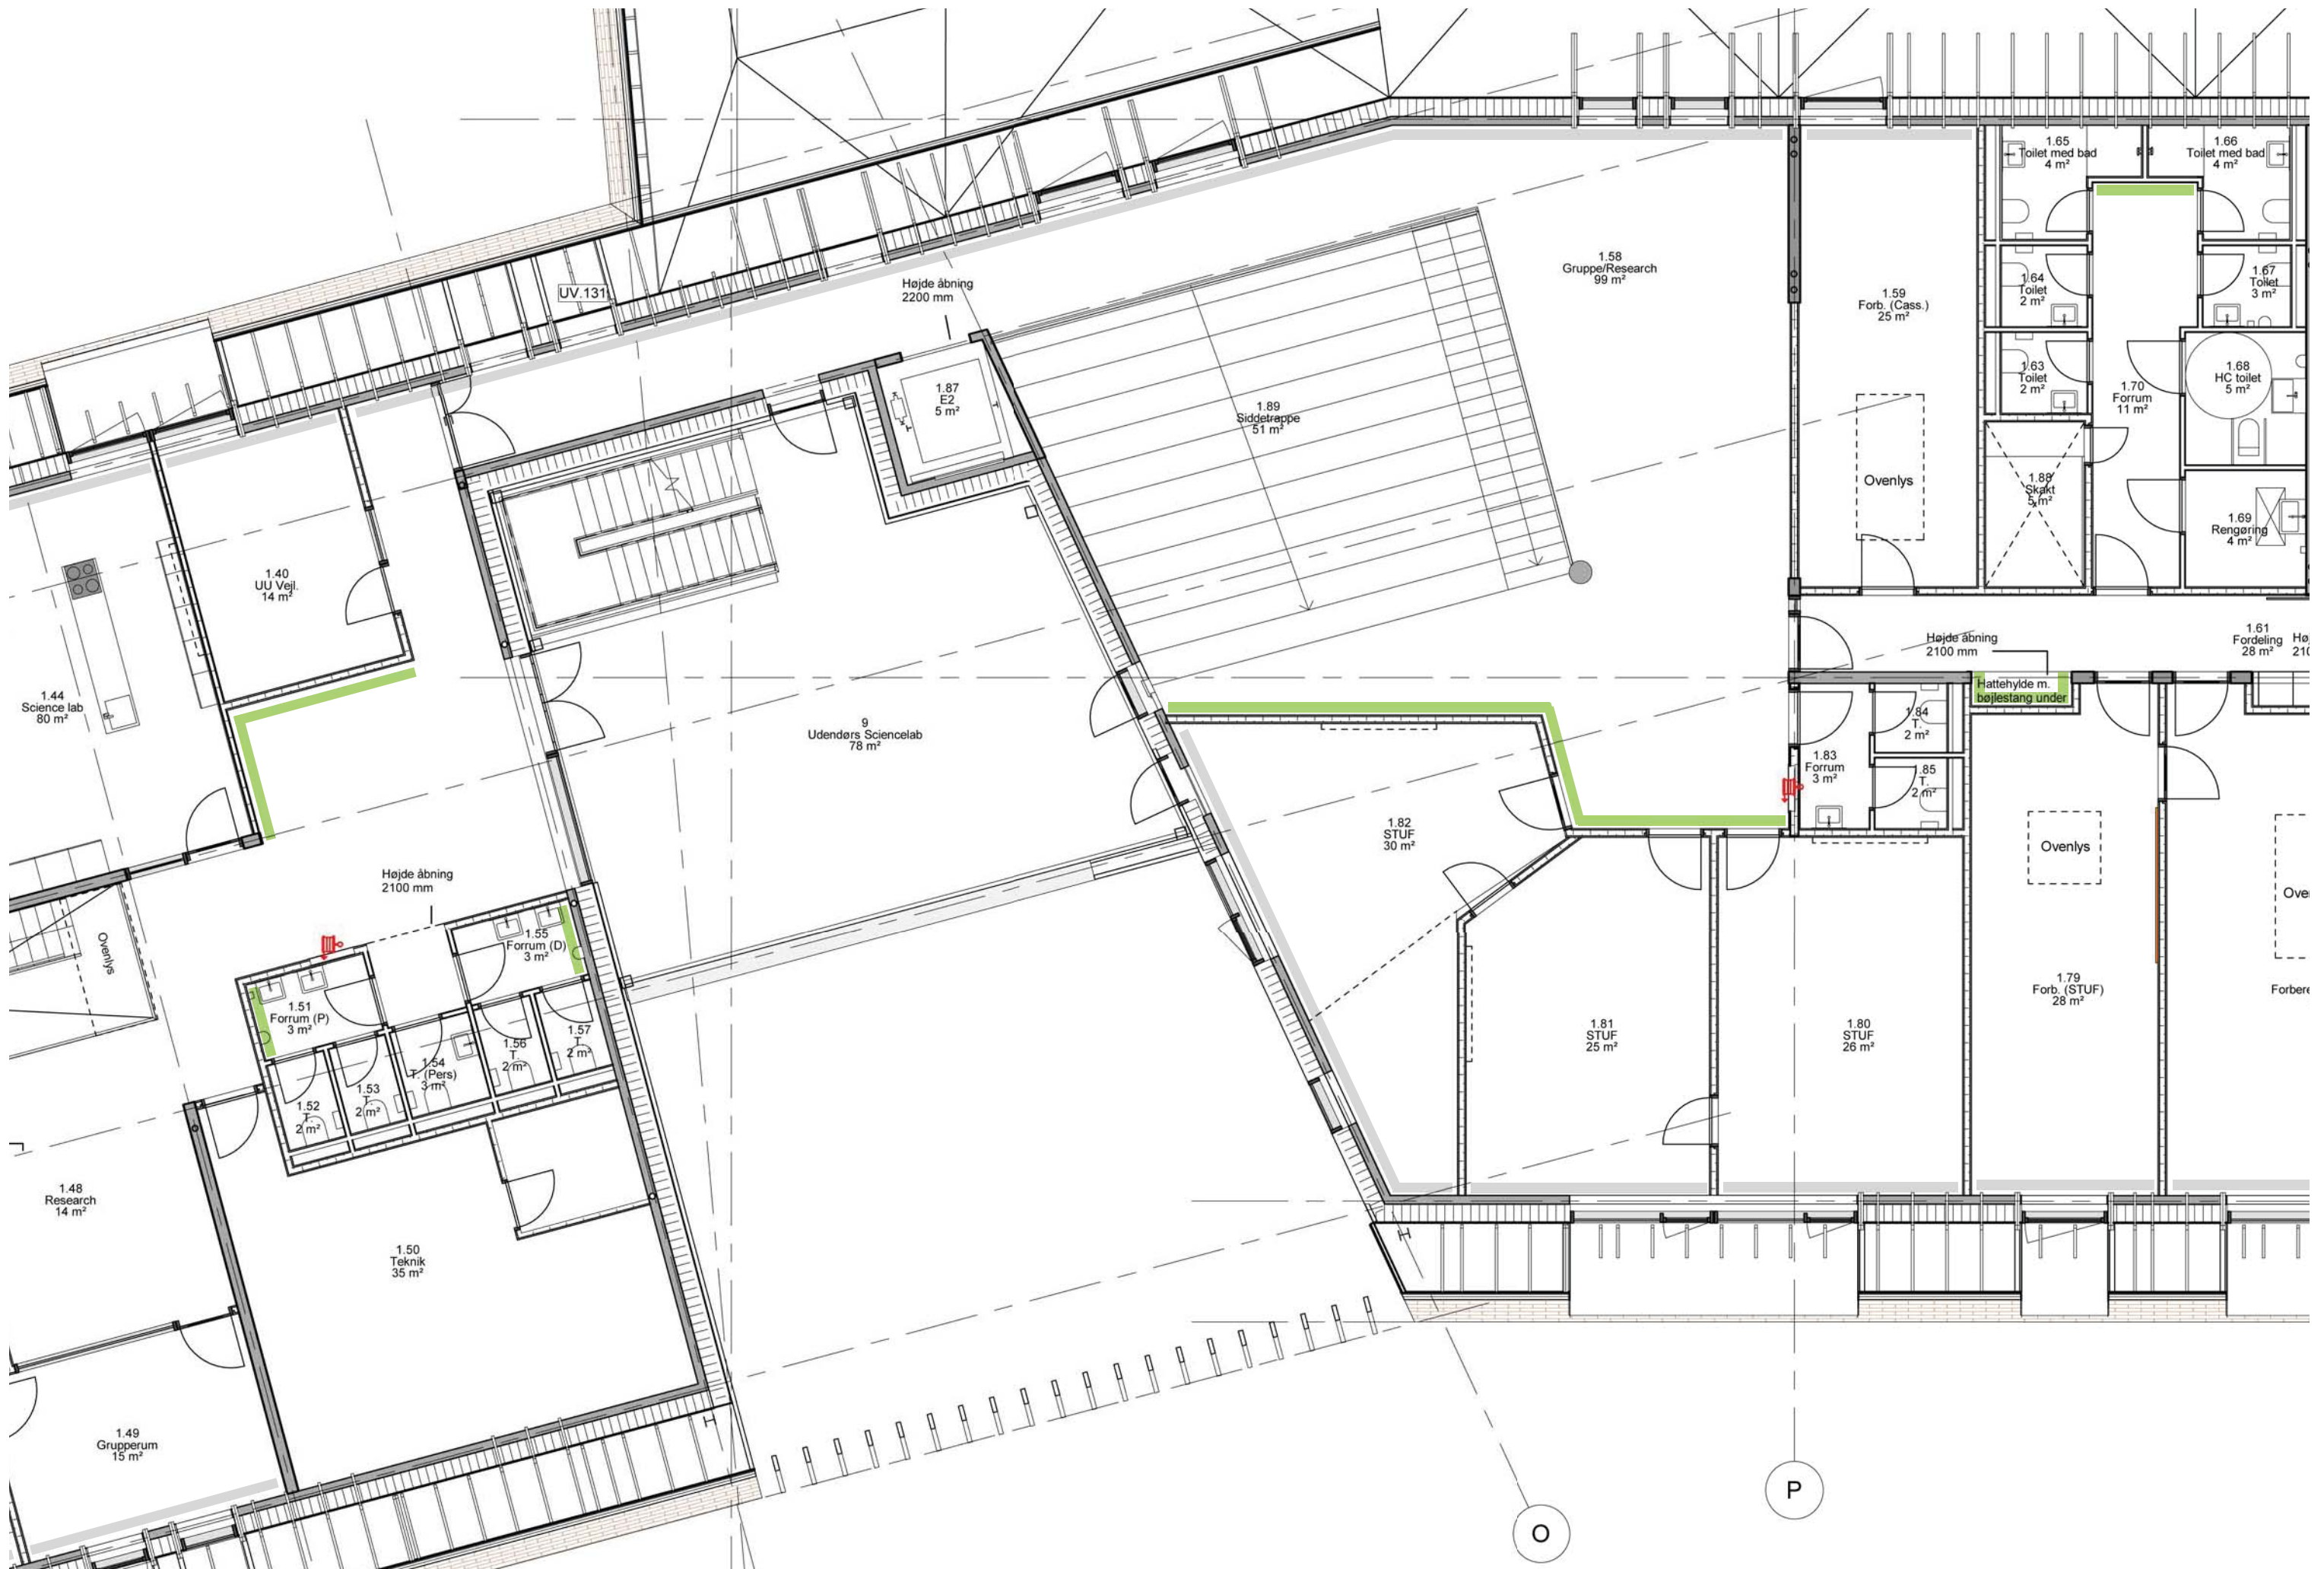 1.65
Toilet med bad
4 m²
1.66
Toilet med bad
4 m²
UV.131
Højde åbning
2200 mm
1.58
Gruppe/Research
99 m²
1.59
Forb. (Cass.)
25 m²
1.64
Toilet
2 m²
1.67
Toilet
3 m²
1.63
Toilet
2 m²
1.70
Forrum
11 m²
1.68
HC toilet
5 m²
1.87
E2
5 m²
1.89
Siddetrappe
51 m²
Ovenlys
1.88
Skakt
5 m²
1.69
Rengøring
4 m²
1.40
UU Vejl.
14 m²
1.44
Science lab
80 m²
9
Udendørs Sciencelab
78 m²
Højde åbning
2100 mm
1.61
Fordeling
28 m²
Hø
210
Hattehylde m.
bøjlestang under
1.84
T.
2 m²
1.83
Forrum
3 m²
1.85
T.
2 m²
1.82
STUF
30 m²
Ovenlys
Ove
Højde åbning
2100 mm
Ovenlys
1.55
Forrum (D)
3 m²
1.51
Forrum (P)
3 m²
1.57
T.
2 m²
1.56
T.
2 m²
1.54
T. (Pers)
3 m²
1.53
T.
2 m²
1.52
T.
2 m²
1.81
STUF
25 m²
1.80
STUF
26 m²
1.79
Forb. (STUF)
28 m²
Forbere
1.48
Research
14 m²
1.50
Teknik
35 m²
1.49
Grupperum
15 m²
O
P